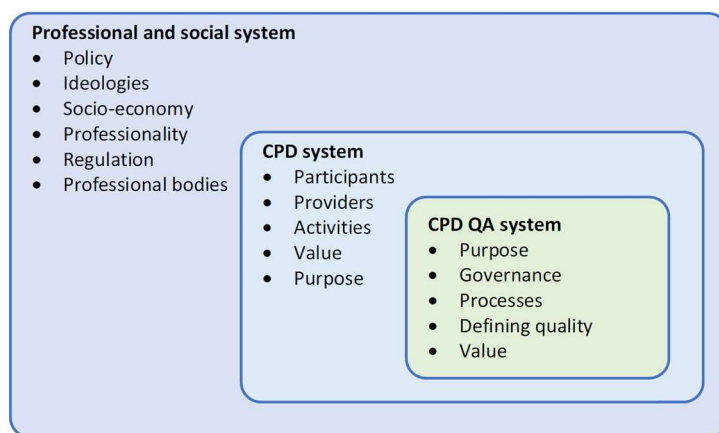 Professional and social system
• Policy
• Ideologies
• Socio-economy
• Professionality
• Regulation
• Professional bodies
CPD system
• Participants
• Providers
• Activities
• Value
• Purpose
CPD QA system
• Purpose
• Governance
• Processes
• Defining quality
• Value